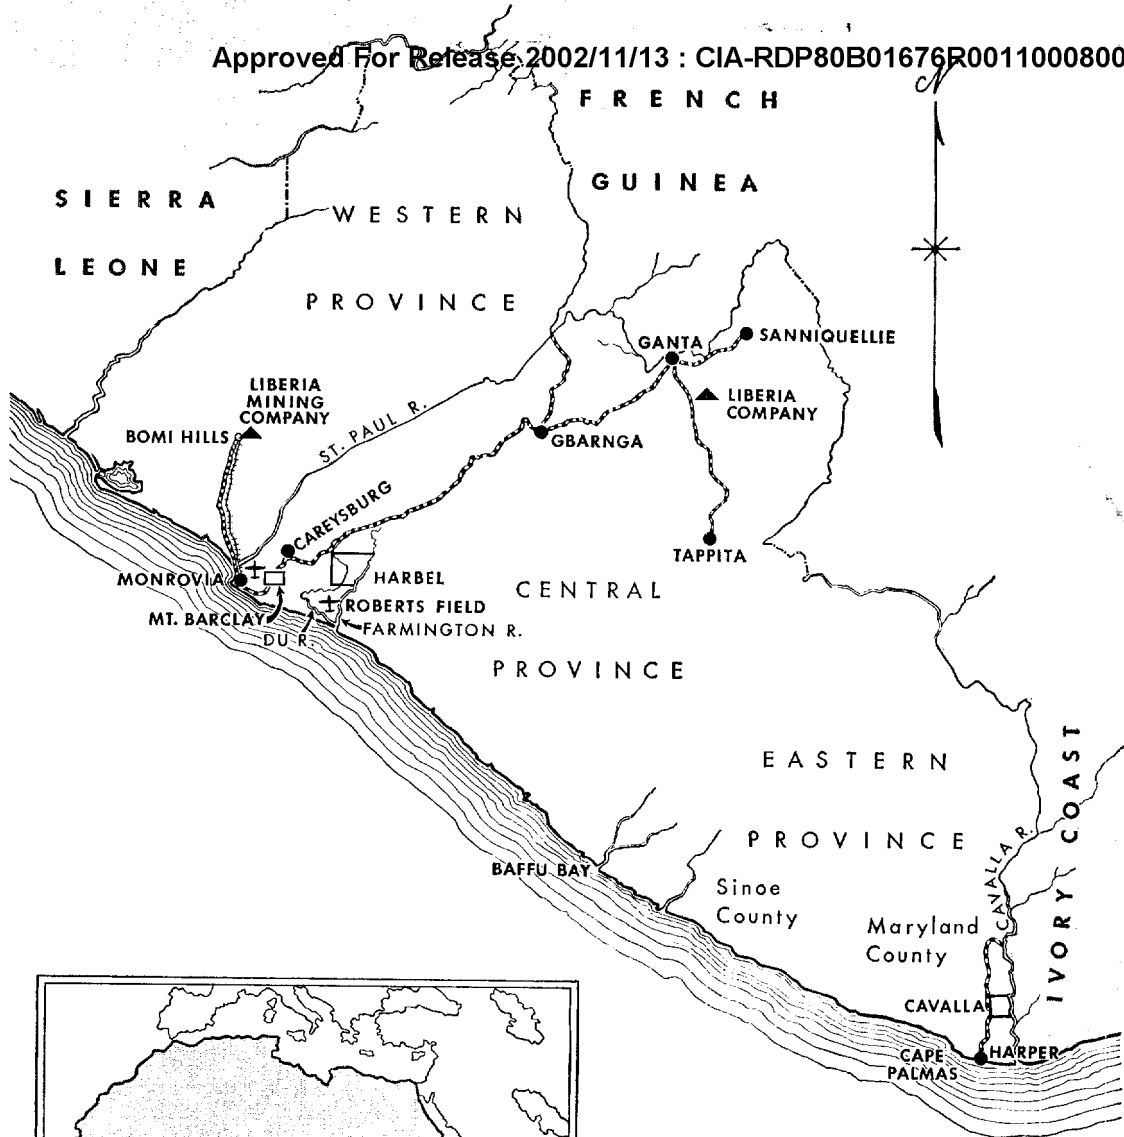 Approved For Release 2002/11/13 : CIA-RDP80B01676R0011000800
N
FRENCH
GUINEA
SIERRA
LEONE
WESTERN
PROVINCE
GANTA
SANNIQUELLIE
LIBERIA
MINING
COMPANY
LIBERIA
COMPANY
BOMI HILLS
ST. PAUL R.
GBARNGA
CAREYSBURG
TAPPITA
MONROVIA
HARBEL
CENTRAL
PROVINCE
MT. BARCLAY
ROBERTS FIELD
DU R.
FARMINGTON R.
EASTERN
PROVINCE
IVORY COAST
CAVALLA R.
BAFFU BAY
Sinoe
County
Maryland
County
CAVALLA
HARPER
CAPE
PALMAS